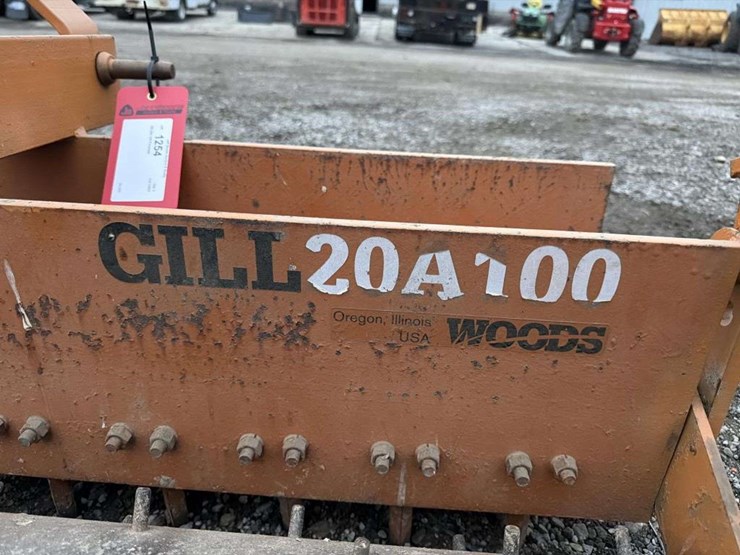 1254
GILL 20A100
Oregon, Illinois
USA WOODS